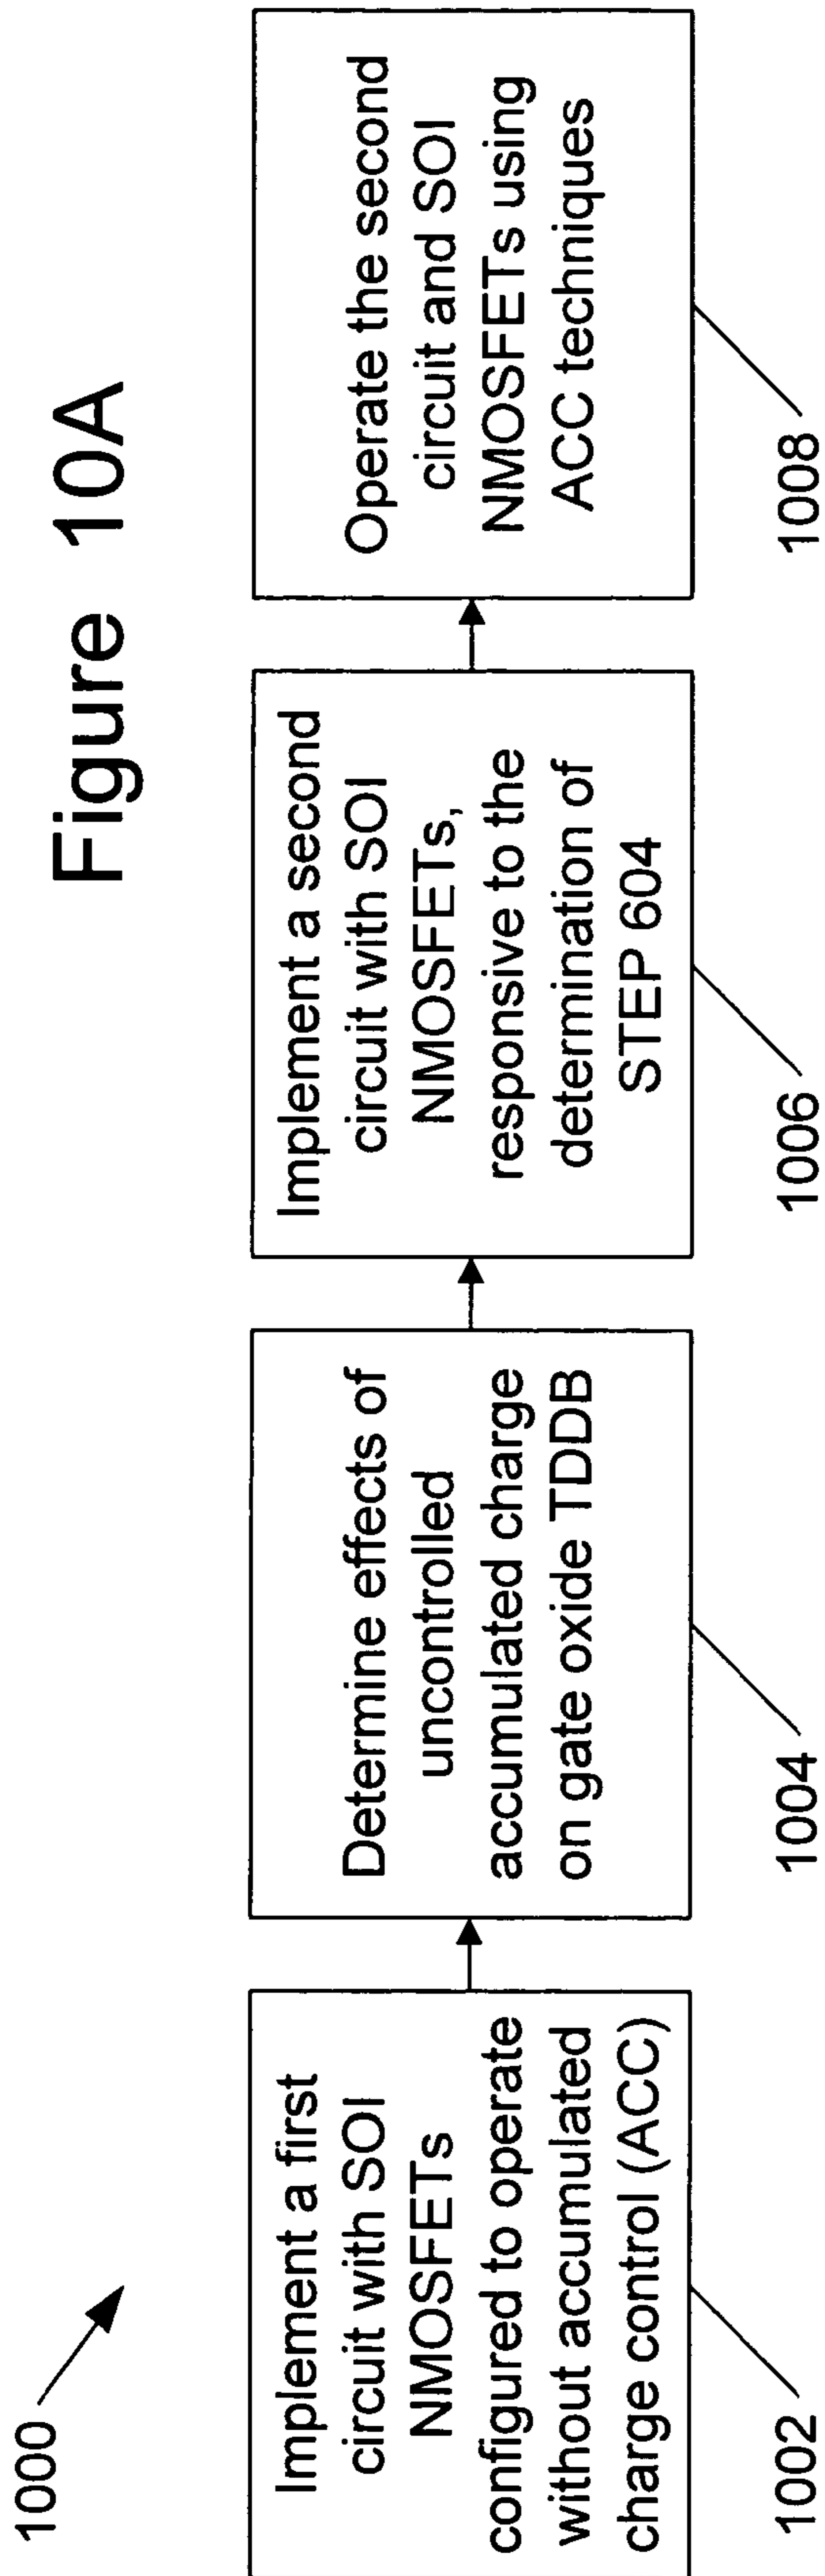 Figure 10A
1000
Implement a first
circuit with SOI
NMOSFETs
configured to operate
without accumulated
charge control (ACC)
1002
Determine effects of
uncontrolled
accumulated charge
on gate oxide TDDB
1004
Implement a second
circuit with SOI
NMOSFETs,
responsive to the
determination of
STEP 604
1006
Operate the second
circuit and SOI
NMOSFETs using
ACC techniques
1008